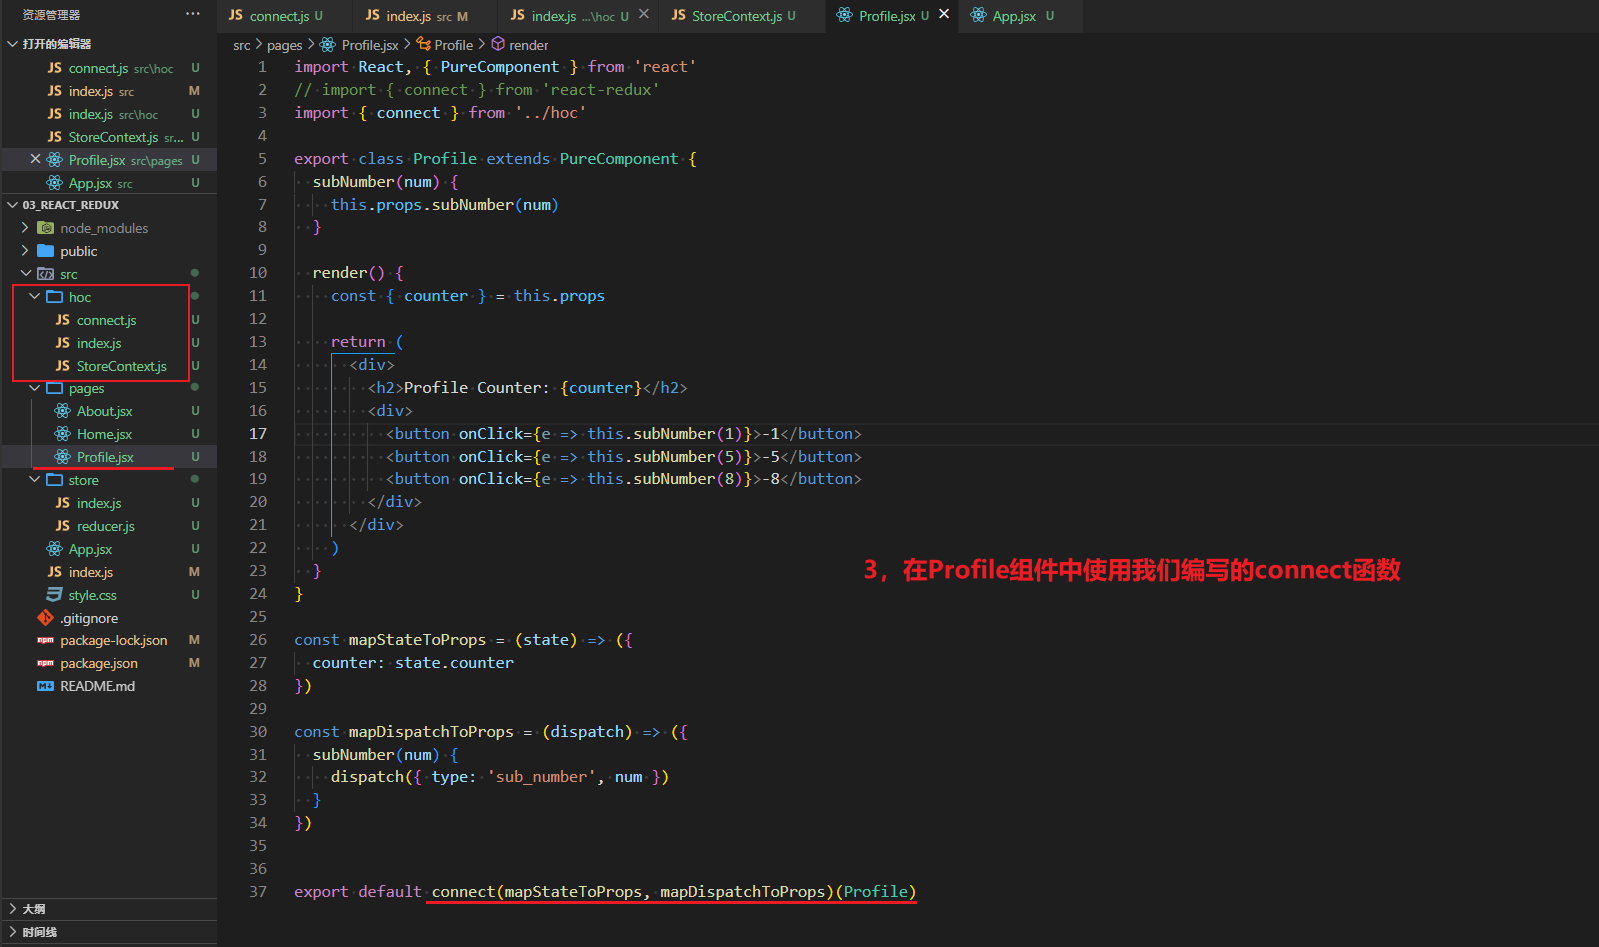 资源管理器 ···
打开的编辑器
JS connect.js src\hoc U
JS index.js src M
JS index.js src\hoc U
JS StoreContext.js sr... U
Profile.jsx src\pages U
App.jsx src U
03_REACT_REDUX
node_modules
public
src
hoc
JS connect.js U
JS index.js U
JS StoreContext.js U
pages
About.jsx U
Home.jsx U
Profile.jsx U
store
JS index.js U
JS reducer.js U
App.jsx U
JS index.js M
style.css U
.gitignore
npm package-lock.json M
npm package.json M
README.md
大纲
时间线
JS connect.js U JS index.js src M JS index.js ...\hoc U JS StoreContext.js U Profile.jsx U App.jsx U
src > pages > Profile.jsx > Profile > render
1 import React, { PureComponent } from 'react'
2 // import { connect } from 'react-redux'
3 import { connect } from '../hoc'
4
5 export class Profile extends PureComponent {
6 subNumber(num) {
7 this.props.subNumber(num)
8 }
9
10 render() {
11 const { counter } = this.props
12
13 return (
14 <div>
15 <h2>Profile Counter: {counter}</h2>
16 <div>
17 <button onClick={e => this.subNumber(1)}>-1</button>
18 <button onClick={e => this.subNumber(5)}>-5</button>
19 <button onClick={e => this.subNumber(8)}>-8</button>
20 </div>
21 </div>
22 )
23 }
24 }
25
26 const mapStateToProps = (state) => ({
27 counter: state.counter
28 })
29
30 const mapDispatchToProps = (dispatch) => ({
31 subNumber(num) {
32 dispatch({ type: 'sub_number', num })
33 }
34 })
35
36
37 export default connect(mapStateToProps, mapDispatchToProps)(Profile)
3，在Profile组件中使用我们编写的connect函数